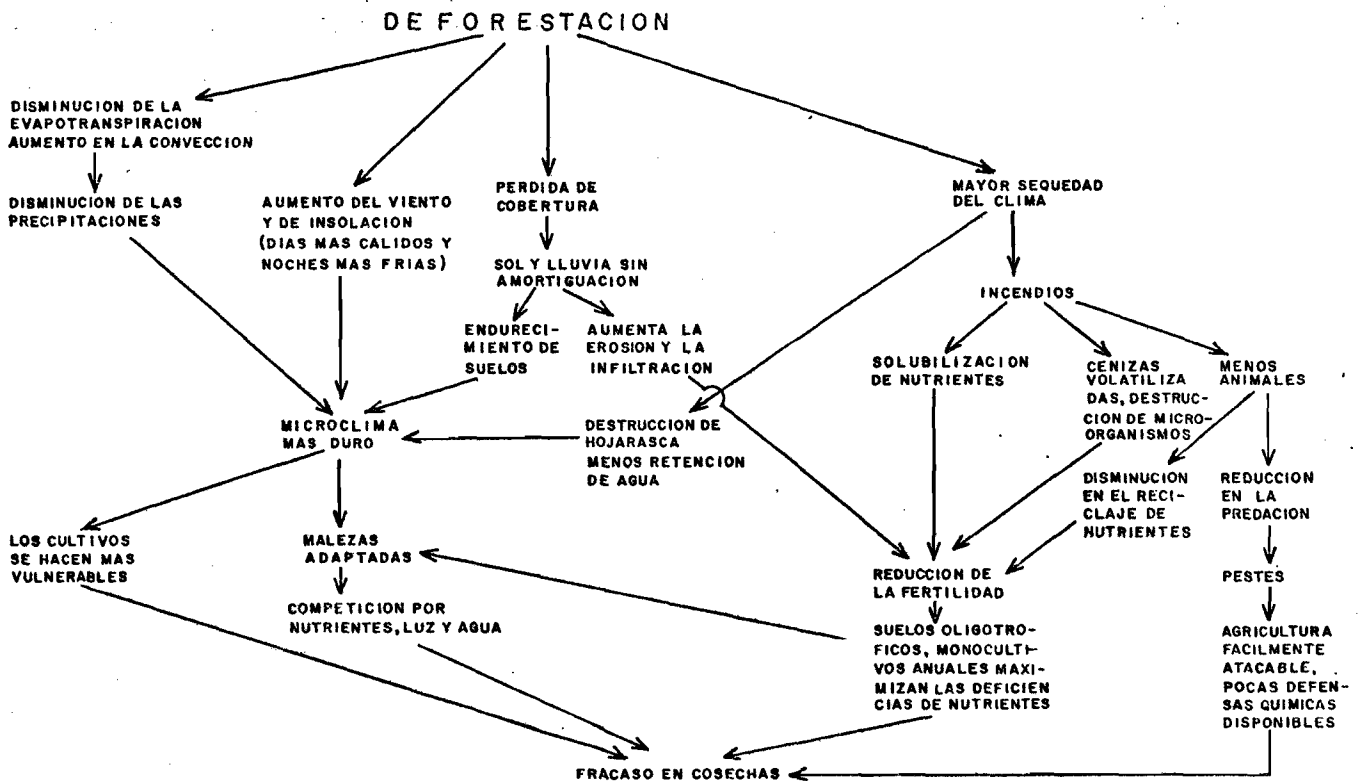 DEFORESTACION
DISMINUCION DE LA
EVAPOTRANSPIRACION
AUMENTO EN LA CONVECCION
DISMINUCION DE LAS
PRECIPITACIONES
AUMENTO DEL VIENTO
Y DE INSOLACION
(DIAS MAS CALIDOS Y
NOCHES MAS FRIAS)
PERDIDA DE
COBERTURA
SOL Y LLUVIA SIN
AMORTIGUACION
ENDURECI-
MIENTO DE
SUELOS
AUMENTA LA
EROSION Y LA
INFILTRACION
MAYOR SEQUEDAD
DEL CLIMA
INCENDIOS
SOLUBILIZACION
DE NUTRIENTES
CENIZAS
VOLATILIZA
DAS, DESTRUC-
CION DE MICRO-
ORGANISMOS
MENOS
ANIMALES
MICROCLIMA
MAS DURO
DESTRUCCION DE
HOJARASCA
MENOS RETENCION
DE AGUA
DISMINUCION
EN EL RECI-
CLAJE DE
NUTRIENTES
REDUCCION
EN LA
PREDACION
LOS CULTIVOS
SE HACEN MAS
VULNERABLES
MALEZAS
ADAPTADAS
COMPETICION POR
NUTRIENTES, LUZ Y AGUA
REDUCCION DE
LA FERTILIDAD
SUELOS OLIGOTRO-
FICOS, MONOCULTI-
VOS ANUALES MAXI-
MIZAN LAS DEFICIEN
CIAS DE NUTRIENTES
PESTES
AGRICULTURA
FACILMENTE
ATACABLE,
POCAS DEFEN-
SAS QUIMICAS
DISPONIBLES
FRACASO EN COSECHAS